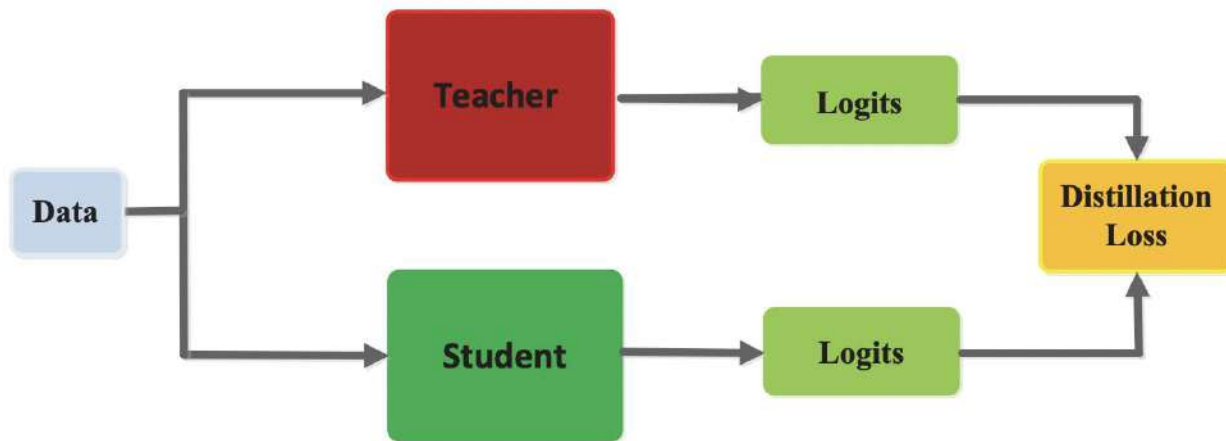 Teacher
Logits
Data
Distillation
Loss
Student
Logits